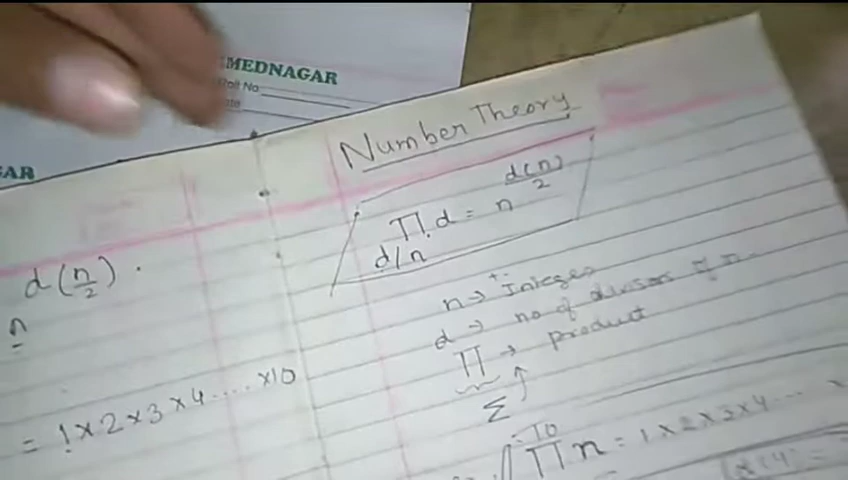 MEDNAGAR
Roll No
AR
Number Theory
∏ d = n^(d(n)/2)
d/n
d(n/2).
n
n → +: Integer
d → no of divisors of n.
∏ → product
Σ
= 1×2×3×4....×10
10
∏ n = 1×2×3×4...